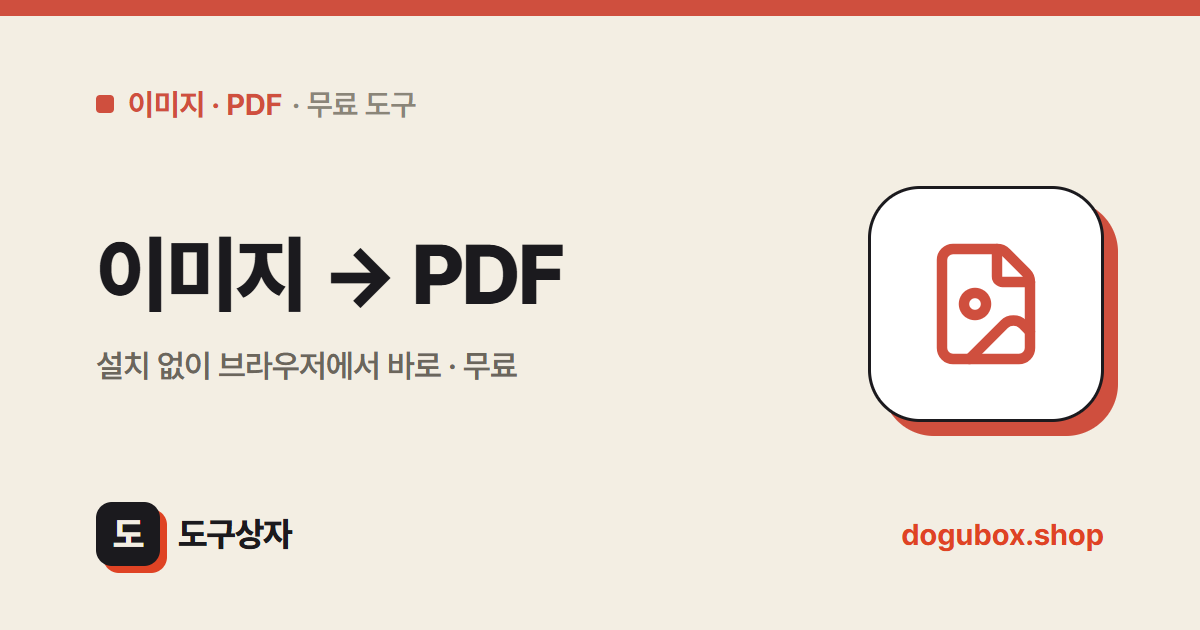 이미지 · PDF · 무료 도구
이미지 → PDF
설치 없이 브라우저에서 바로 · 무료
도 도구상자
dogubox.shop